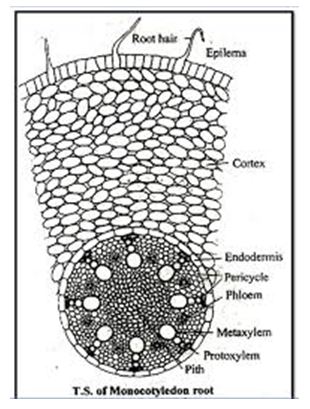 Root hair
Epilema
Cortex
Endodermis
Pericycle
Phloem
Metaxylem
Protoxylem
Pith
T.S. of Monocotyledon root